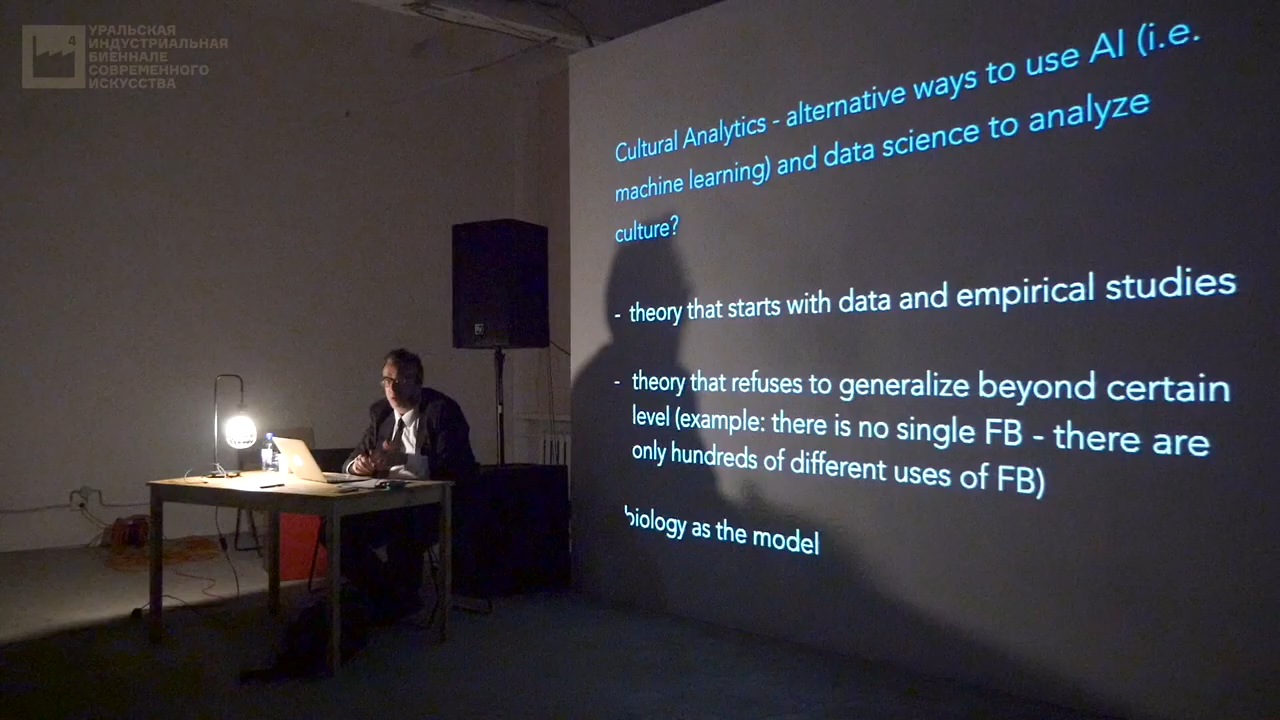 4
УРАЛЬСКАЯ
ИНДУСТРИАЛЬНАЯ
БИЕННАЛЕ
СОВРЕМЕННОГО
ИСКУССТВА
Cultural Analytics - alternative ways to use AI (i.e.
machine learning) and data science to analyze
culture?
- theory that starts with data and empirical studies
- theory that refuses to generalize beyond certain
level (example: there is no single FB - there are
only hundreds of different uses of FB)
biology as the model